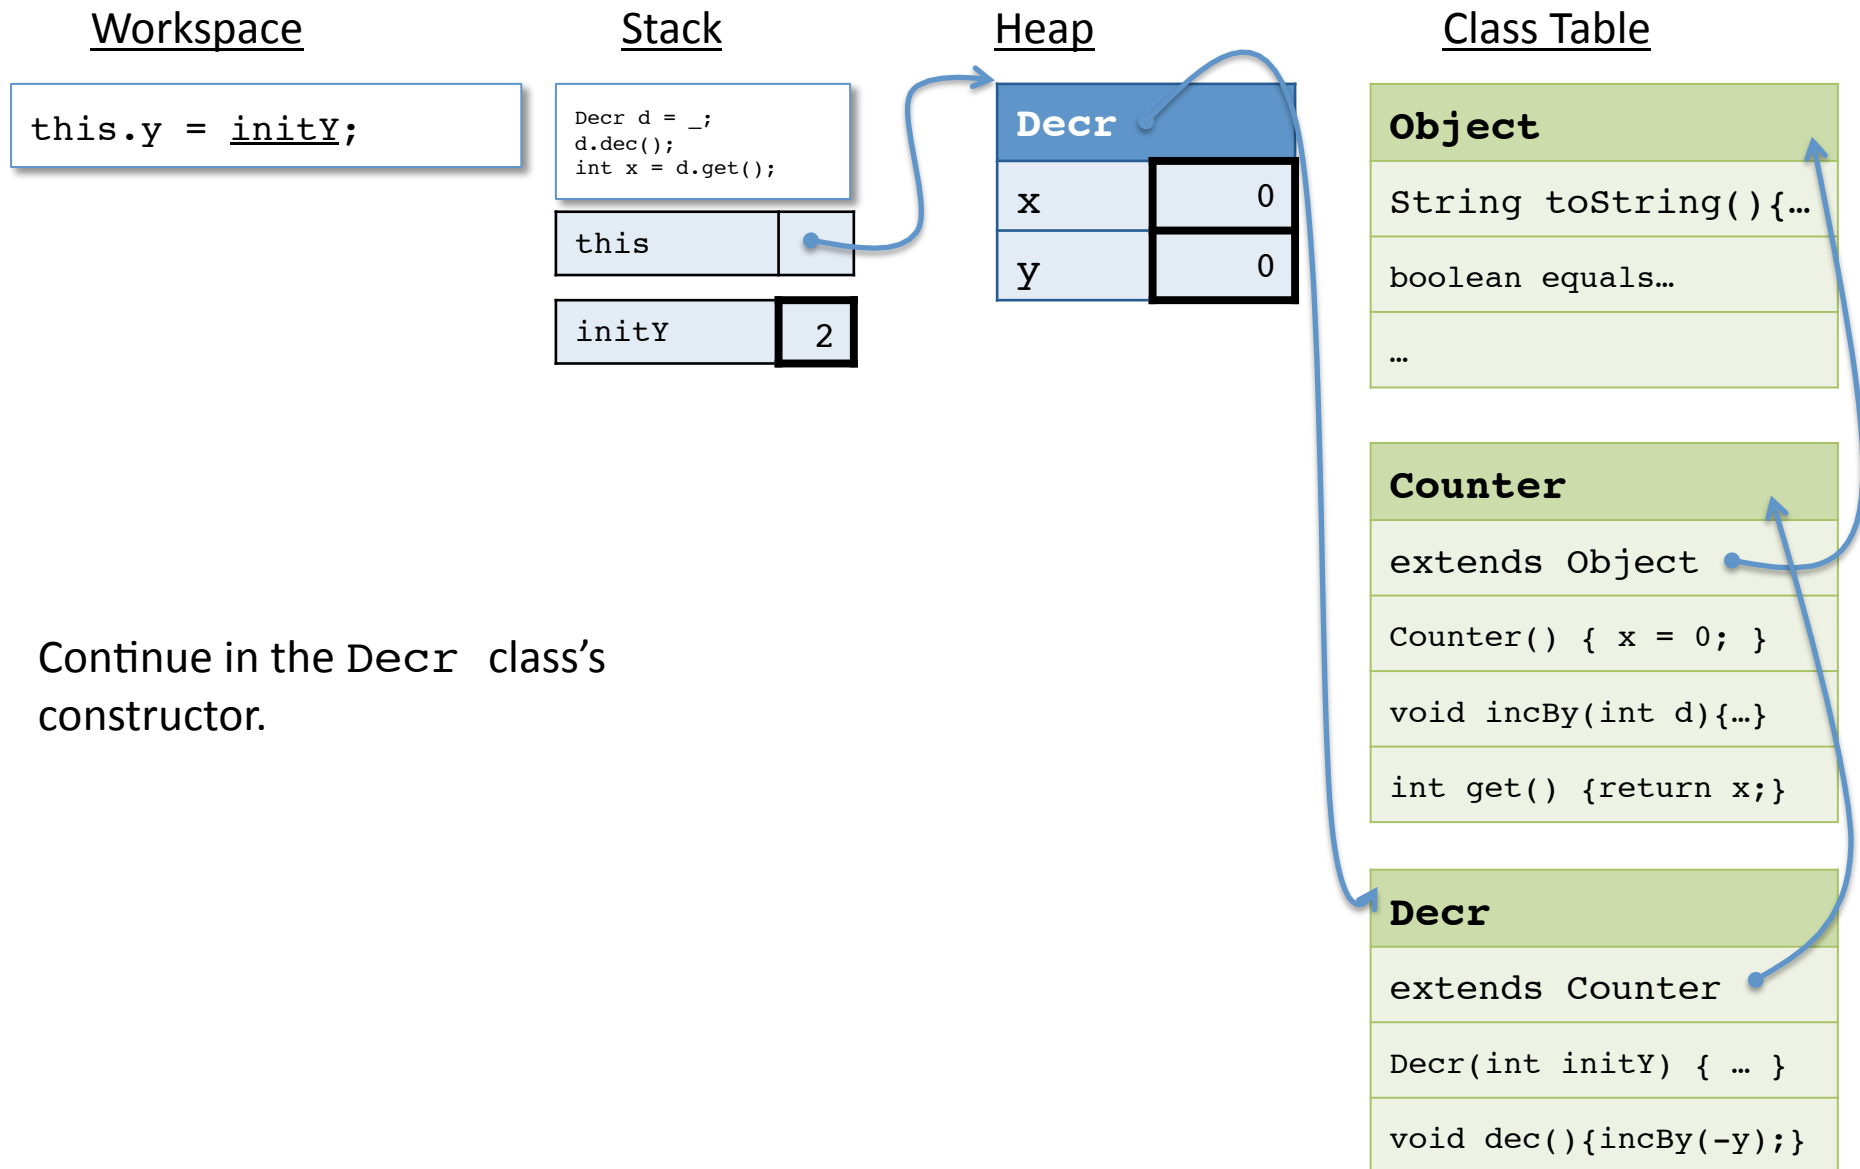 Workspace
Stack
Heap
Class Table
this.y = initY;
Decr d = _;
d.dec();
int x = d.get();
this
initY 2
Decr
x 0
y 0
Object
String toString(){…
boolean equals…
…
Counter
extends Object
Counter() { x = 0; }
void incBy(int d){…}
int get() {return x;}
Decr
extends Counter
Decr(int initY) { … }
void dec(){incBy(-y);}
Continue in the Decr class’s
constructor.